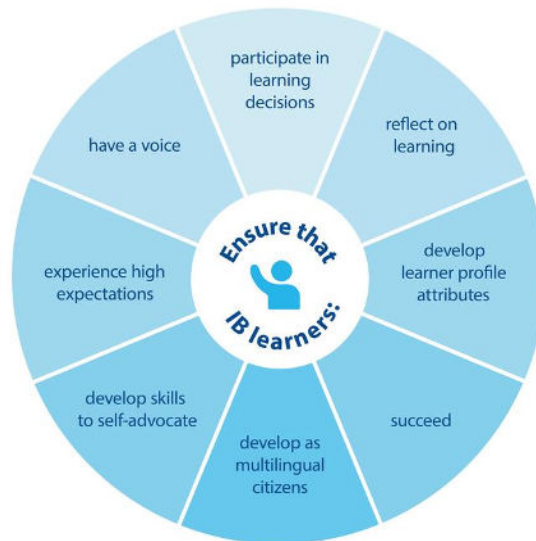 Ensure that
IB learners:
participate in
learning
decisions
reflect on
learning
develop
learner profile
attributes
succeed
develop as
multilingual
citizens
develop skills
to self-advocate
experience high
expectations
have a voice